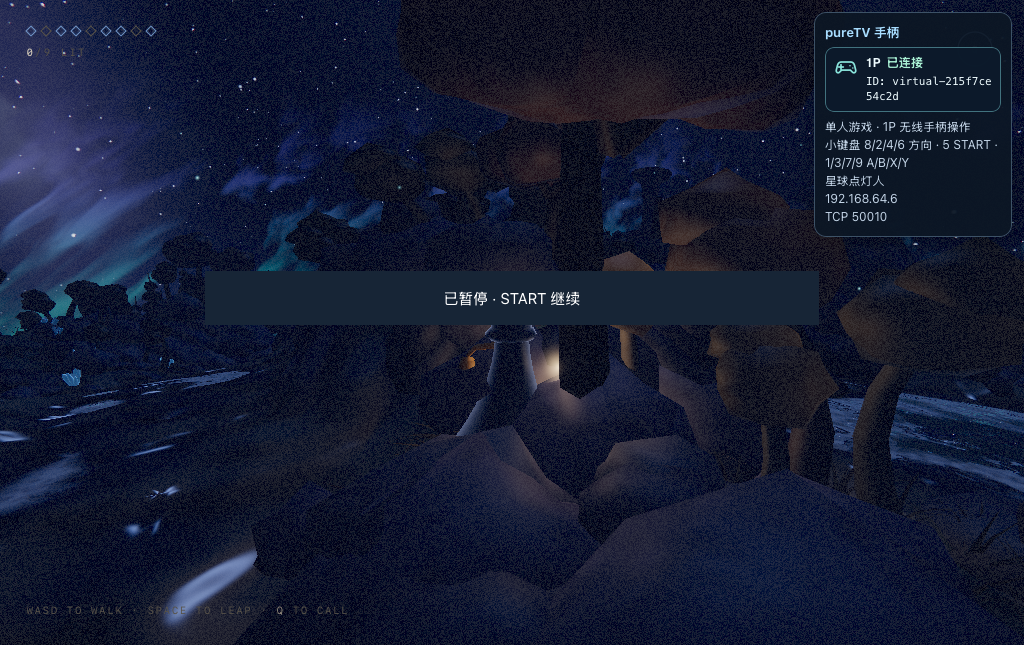 0/9 LIT
pureTV 手柄
1P 已连接
ID: virtual-215f7ce
54c2d
单人游戏 · 1P 无线手柄操作
小键盘 8/2/4/6 方向 · 5 START ·
1/3/7/9 A/B/X/Y
星球点灯人
192.168.64.6
TCP 50010
已暂停 · START 继续
WASD TO WALK · SPACE TO LEAP · Q TO CALL